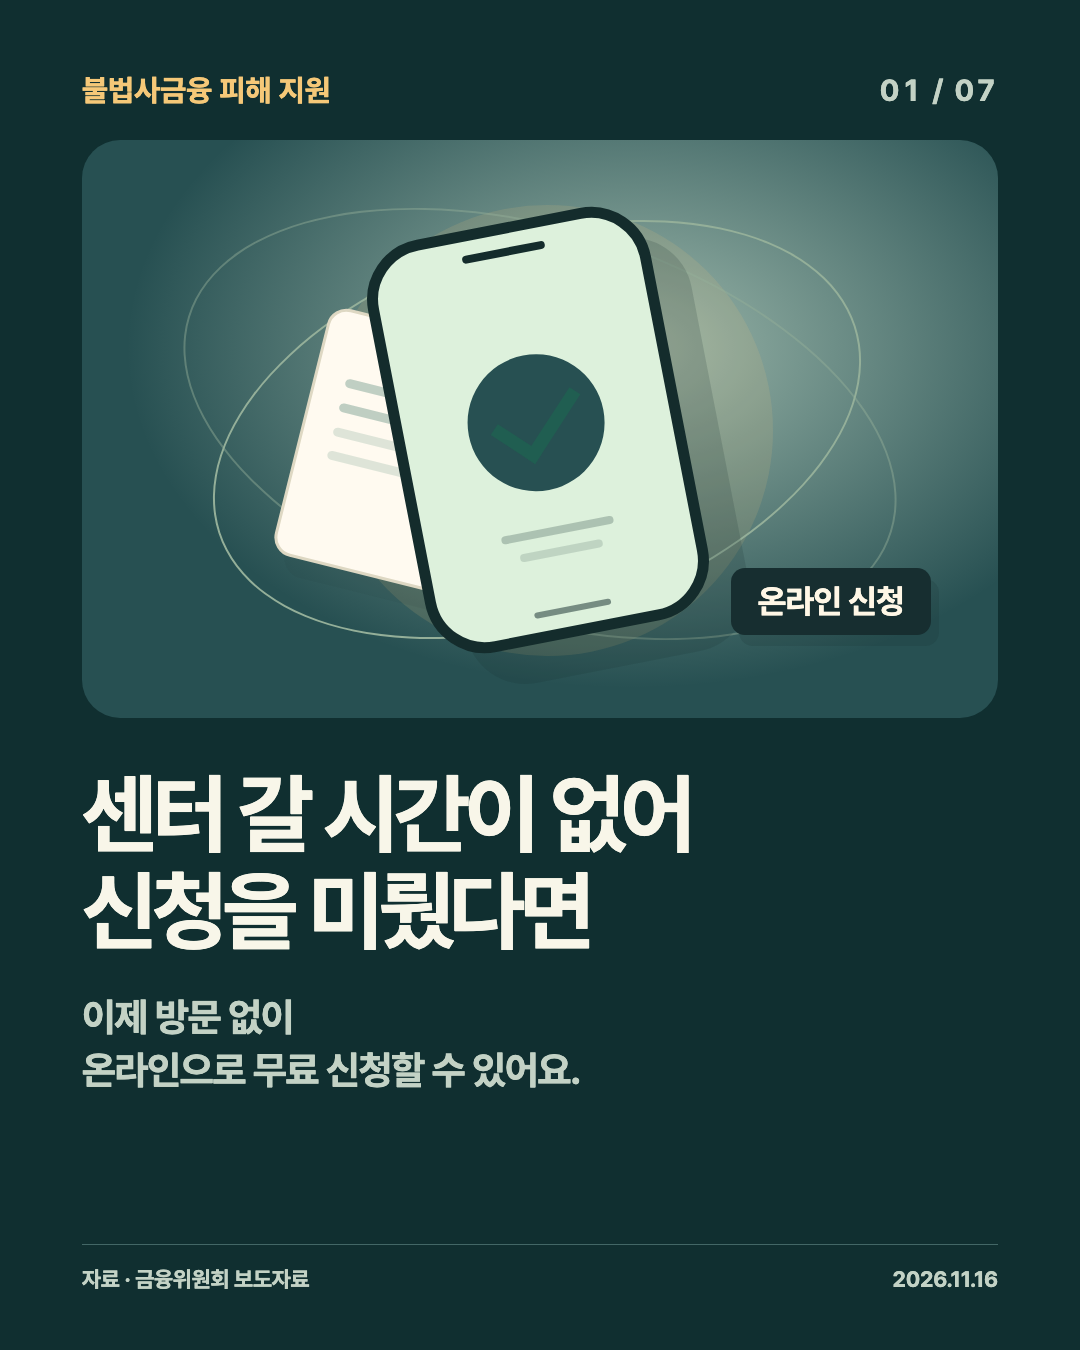 불법사금융 피해 지원
01 / 07
온라인 신청
센터 갈 시간이 없어
신청을 미뤘다면
이제 방문 없이
온라인으로 무료 신청할 수 있어요.
자료 · 금융위원회 보도자료
2026.11.16